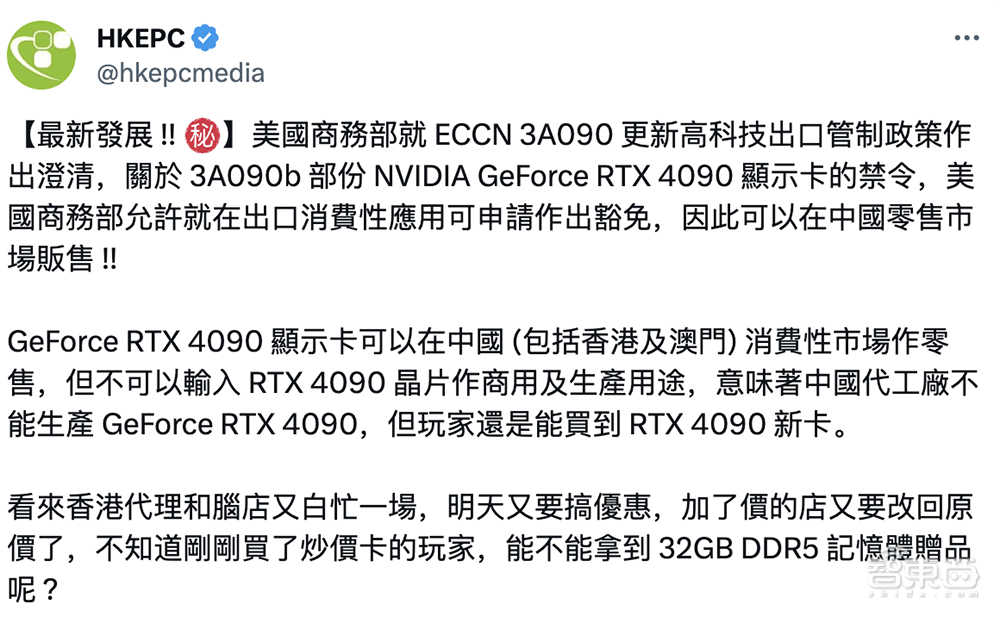 HKEPC
@hkepcmedia
【最新發展 !! ㊙】美國商務部就 ECCN 3A090 更新高科技出口管制政策作
出澄清，關於 3A090b 部份 NVIDIA GeForce RTX 4090 顯示卡的禁令，美
國商務部允許就在出口消費性應用可申請作出豁免，因此可以在中國零售市
場販售 !!
GeForce RTX 4090 顯示卡可以在中國 (包括香港及澳門) 消費性市場作零
售，但不可以輸入 RTX 4090 晶片作商用及生產用途，意味著中國代工廠不
能生產 GeForce RTX 4090，但玩家還是能買到 RTX 4090 新卡。
看來香港代理和腦店又白忙一場，明天又要搞優惠，加了價的店又要改回原
價了，不知道剛剛買了炒價卡的玩家，能不能拿到 32GB DDR5 記憶體贈品
呢？
智東西